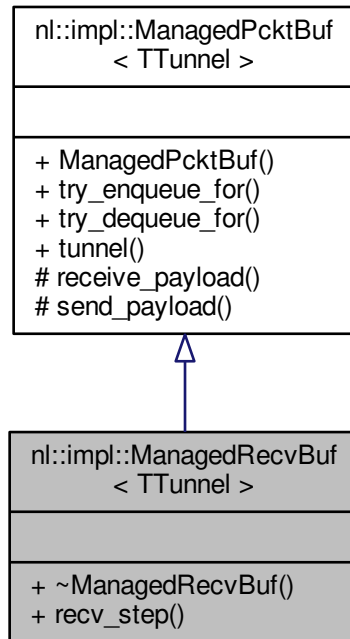 nl::impl::ManagedPcktBuf
< TTunnel >
+ ManagedPcktBuf()
+ try_enqueue_for()
+ try_dequeue_for()
+ tunnel()
# receive_payload()
# send_payload()
nl::impl::ManagedRecvBuf
< TTunnel >
+ ~ManagedRecvBuf()
+ recv_step()